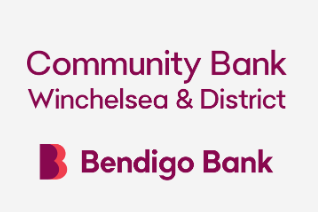 Community Bank
Winchelsea & District
Bendigo Bank